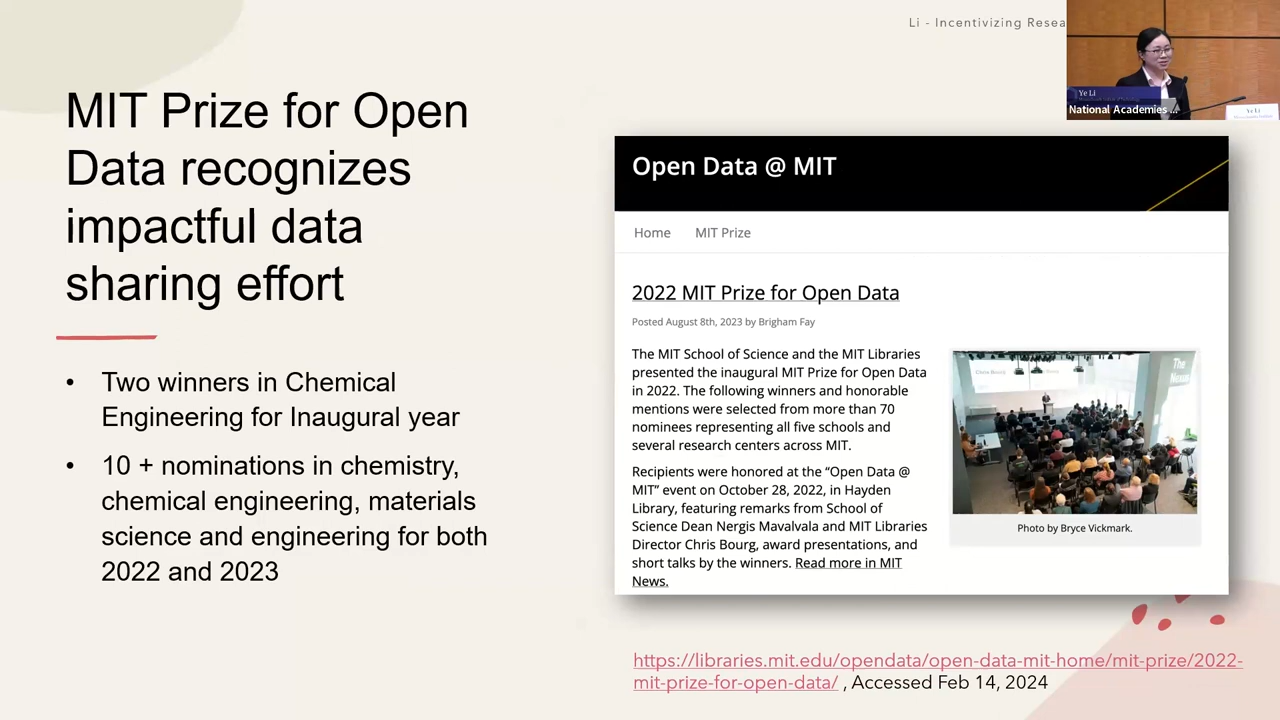 Li - Incentivizing Resea
Ye Li
National Academies ...
Ye Li
MIT Prize for Open
Data recognizes
impactful data
sharing effort
• Two winners in Chemical
Engineering for Inaugural year
• 10 + nominations in chemistry,
chemical engineering, materials
science and engineering for both
2022 and 2023
Open Data @ MIT
Home MIT Prize
2022 MIT Prize for Open Data
Posted August 8th, 2023 by Brigham Fay
The MIT School of Science and the MIT Libraries
presented the inaugural MIT Prize for Open Data
in 2022. The following winners and honorable
mentions were selected from more than 70
nominees representing all five schools and
several research centers across MIT.
Recipients were honored at the “Open Data @
MIT” event on October 28, 2022, in Hayden
Library, featuring remarks from School of
Science Dean Nergis Mavalvala and MIT Libraries
Director Chris Bourg, award presentations, and
short talks by the winners. Read more in MIT
News.
The
Nexus
Photo by Bryce Vickmark.
https://libraries.mit.edu/opendata/open-data-mit-home/mit-prize/2022-
mit-prize-for-open-data/ , Accessed Feb 14, 2024